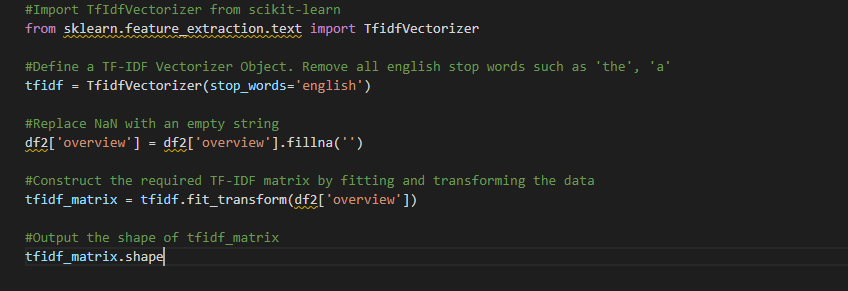 #Import TfIdfVectorizer from scikit-learn
from sklearn.feature_extraction.text import TfidfVectorizer
#Define a TF-IDF Vectorizer Object. Remove all english stop words such as 'the', 'a'
tfidf = TfidfVectorizer(stop_words='english')
#Replace NaN with an empty string
df2['overview'] = df2['overview'].fillna('')
#Construct the required TF-IDF matrix by fitting and transforming the data
tfidf_matrix = tfidf.fit_transform(df2['overview'])
#Output the shape of tfidf_matrix
tfidf_matrix.shape